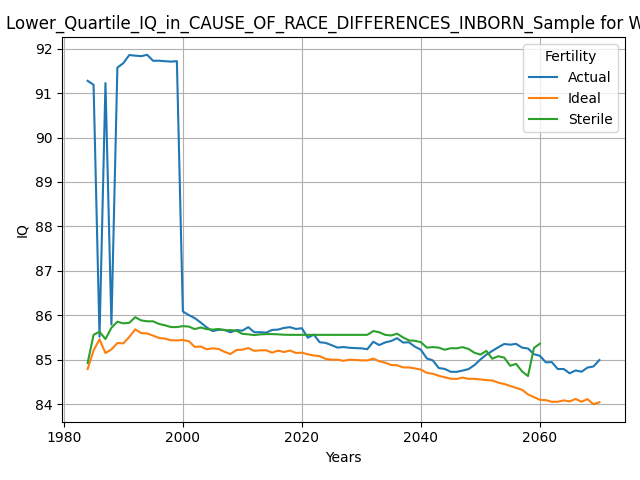 Lower_Quartile_IQ_in_CAUSE_OF_RACE_DIFFERENCES_INBORN_Sample for W
92
91
90
89
88
87
86
85
84
IQ
Fertility
Actual
Ideal
Sterile
1980
2000
2020
2040
2060
Years